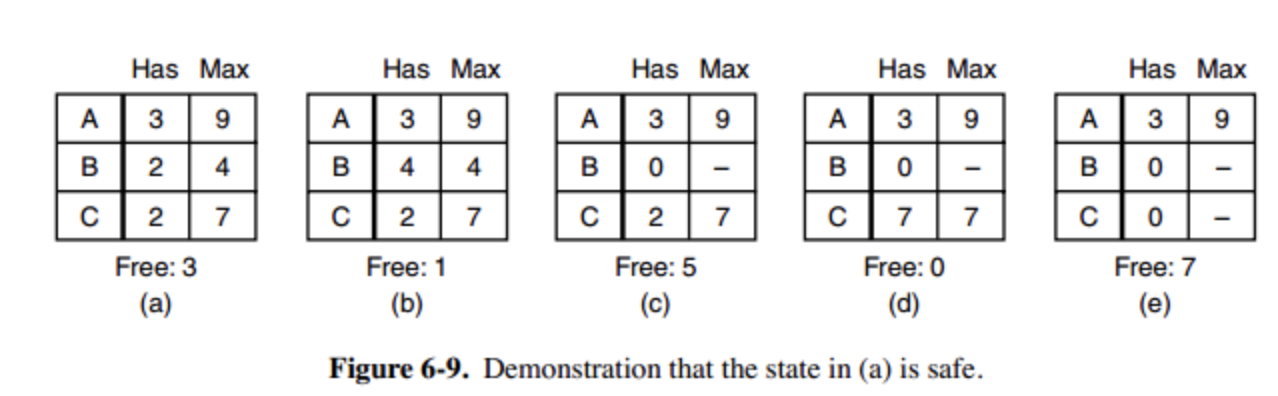 Has Max Has Max Has Max Has Max Has Max
A 3 9 A 3 9 A 3 9 A 3 9 A 3 9
B 2 4 B 4 4 B 0 – B 0 – B 0 –
C 2 7 C 2 7 C 2 7 C 7 7 C 0 –
Free: 3 Free: 1 Free: 5 Free: 0 Free: 7
(a) (b) (c) (d) (e)
Figure 6-9. Demonstration that the state in (a) is safe.